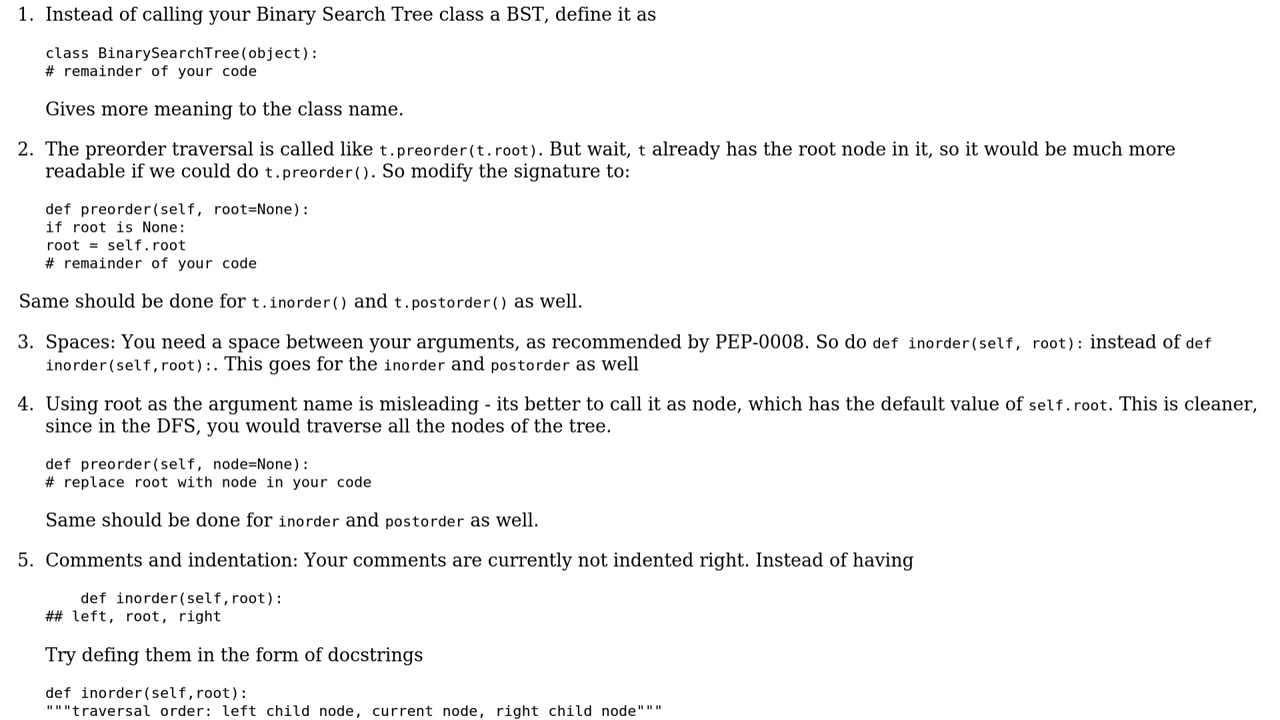 1. Instead of calling your Binary Search Tree class a BST, define it as
class BinarySearchTree(object):
# remainder of your code
Gives more meaning to the class name.
2. The preorder traversal is called like t.preorder(t.root). But wait, t already has the root node in it, so it would be much more
readable if we could do t.preorder(). So modify the signature to:
def preorder(self, root=None):
if root is None:
root = self.root
# remainder of your code
Same should be done for t.inorder() and t.postorder() as well.
3. Spaces: You need a space between your arguments, as recommended by PEP-0008. So do def inorder(self, root): instead of def
inorder(self,root):. This goes for the inorder and postorder as well
4. Using root as the argument name is misleading - its better to call it as node, which has the default value of self.root. This is cleaner,
since in the DFS, you would traverse all the nodes of the tree.
def preorder(self, node=None):
# replace root with node in your code
Same should be done for inorder and postorder as well.
5. Comments and indentation: Your comments are currently not indented right. Instead of having
def inorder(self,root):
## left, root, right
Try defing them in the form of docstrings
def inorder(self,root):
"""traversal order: left child node, current node, right child node"""